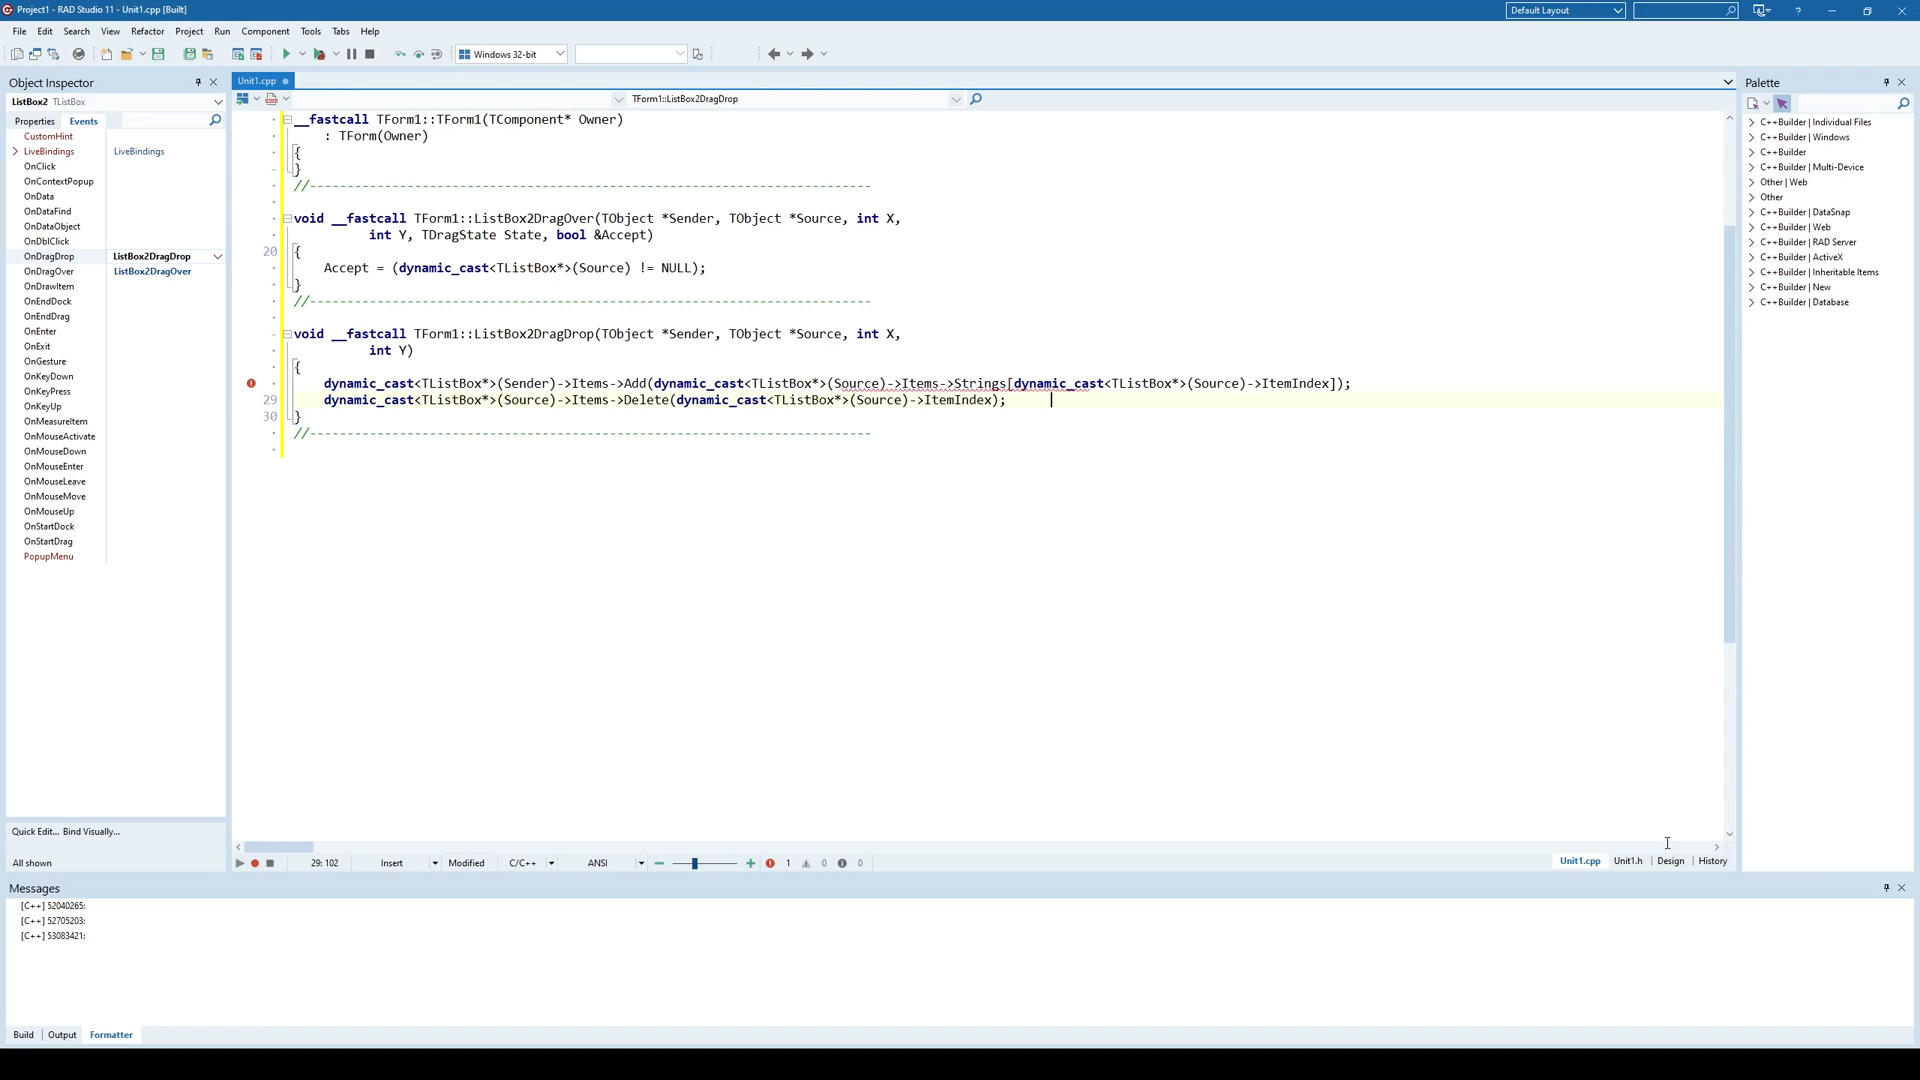 Project1 - RAD Studio 11 - Unit1.cpp [Built]
Default Layout
File Edit Search View Refactor Project Run Component Tools Tabs Help
Windows 32-bit
Object Inspector
ListBox2 TListBox
Properties Events
CustomHint
LiveBindings LiveBindings
OnClick
OnContextPopup
OnData
OnDataFind
OnDataObject
OnDblClick
OnDragDrop ListBox2DragDrop
OnDragOver ListBox2DragOver
OnDrawItem
OnEndDock
OnEndDrag
OnEnter
OnExit
OnGesture
OnKeyDown
OnKeyPress
OnKeyUp
OnMeasureItem
OnMouseActivate
OnMouseDown
OnMouseEnter
OnMouseLeave
OnMouseMove
OnMouseUp
OnStartDock
OnStartDrag
PopupMenu
Quick Edit... Bind Visually...
All shown
Unit1.cpp
TForm1::ListBox2DragDrop
__fastcall TForm1::TForm1(TComponent* Owner)
: TForm(Owner)
{
}
//---------------------------------------------------------------------------
void __fastcall TForm1::ListBox2DragOver(TObject *Sender, TObject *Source, int X,
int Y, TDragState State, bool &Accept)
20 {
Accept = (dynamic_cast<TListBox*>(Source) != NULL);
}
//---------------------------------------------------------------------------
void __fastcall TForm1::ListBox2DragDrop(TObject *Sender, TObject *Source, int X,
int Y)
{
dynamic_cast<TListBox*>(Sender)->Items->Add(dynamic_cast<TListBox*>(Source)->Items->Strings[dynamic_cast<TListBox*>(Source)->ItemIndex]);
29 dynamic_cast<TListBox*>(Source)->Items->Delete(dynamic_cast<TListBox*>(Source)->ItemIndex);
30 }
//---------------------------------------------------------------------------
29: 102 Insert Modified C/C++ ANSI 1 0 0
Unit1.cpp Unit1.h Design History
Palette
C++Builder | Individual Files
C++Builder | Windows
C++Builder
C++Builder | Multi-Device
Other | Web
Other
C++Builder | DataSnap
C++Builder | Web
C++Builder | RAD Server
C++Builder | ActiveX
C++Builder | Inheritable Items
C++Builder | New
C++Builder | Database
Messages
[C++] 52040265:
[C++] 52705203:
[C++] 53083421:
Build Output Formatter